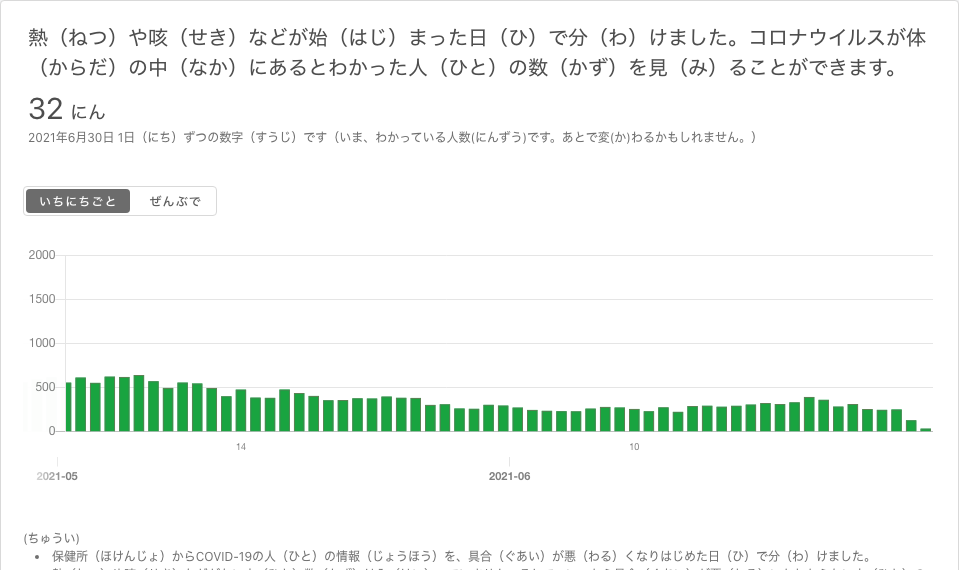 熱（ねつ）や咳（せき）などが始（はじ）まった日（ひ）で分（わ）けました。コロナウイルスが体
（からだ）の中（なか）にあるとわかった人（ひと）の数（かず）を見（み）ることができます。
32 にん
2021年6月30日 1日（にち）ずつの数字（すうじ）です（いま、わかっている人数(にんずう)です。あとで変(か)わるかもしれません。）
いちにちごと ぜんぶで
2000
1500
1000
500
0
14 10
2021-05 2021-06
(ちゅうい)
• 保健所（ほけんじょ）からCOVID-19の人（ひと）の情報（じょうほう）を、具合（ぐあい）が悪（わる）くなりはじめた日（ひ）で分（わ）けました。